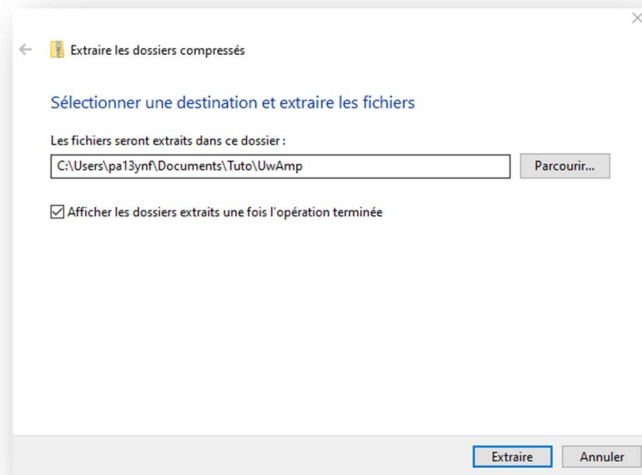 Extraire les dossiers compressés
Sélectionner une destination et extraire les fichiers
Les fichiers seront extraits dans ce dossier :
C:\Users\pa13ynf\Documents\Tuto\UwAmp
Parcourir...
Afficher les dossiers extraits une fois l'opération terminée
Extraire
Annuler